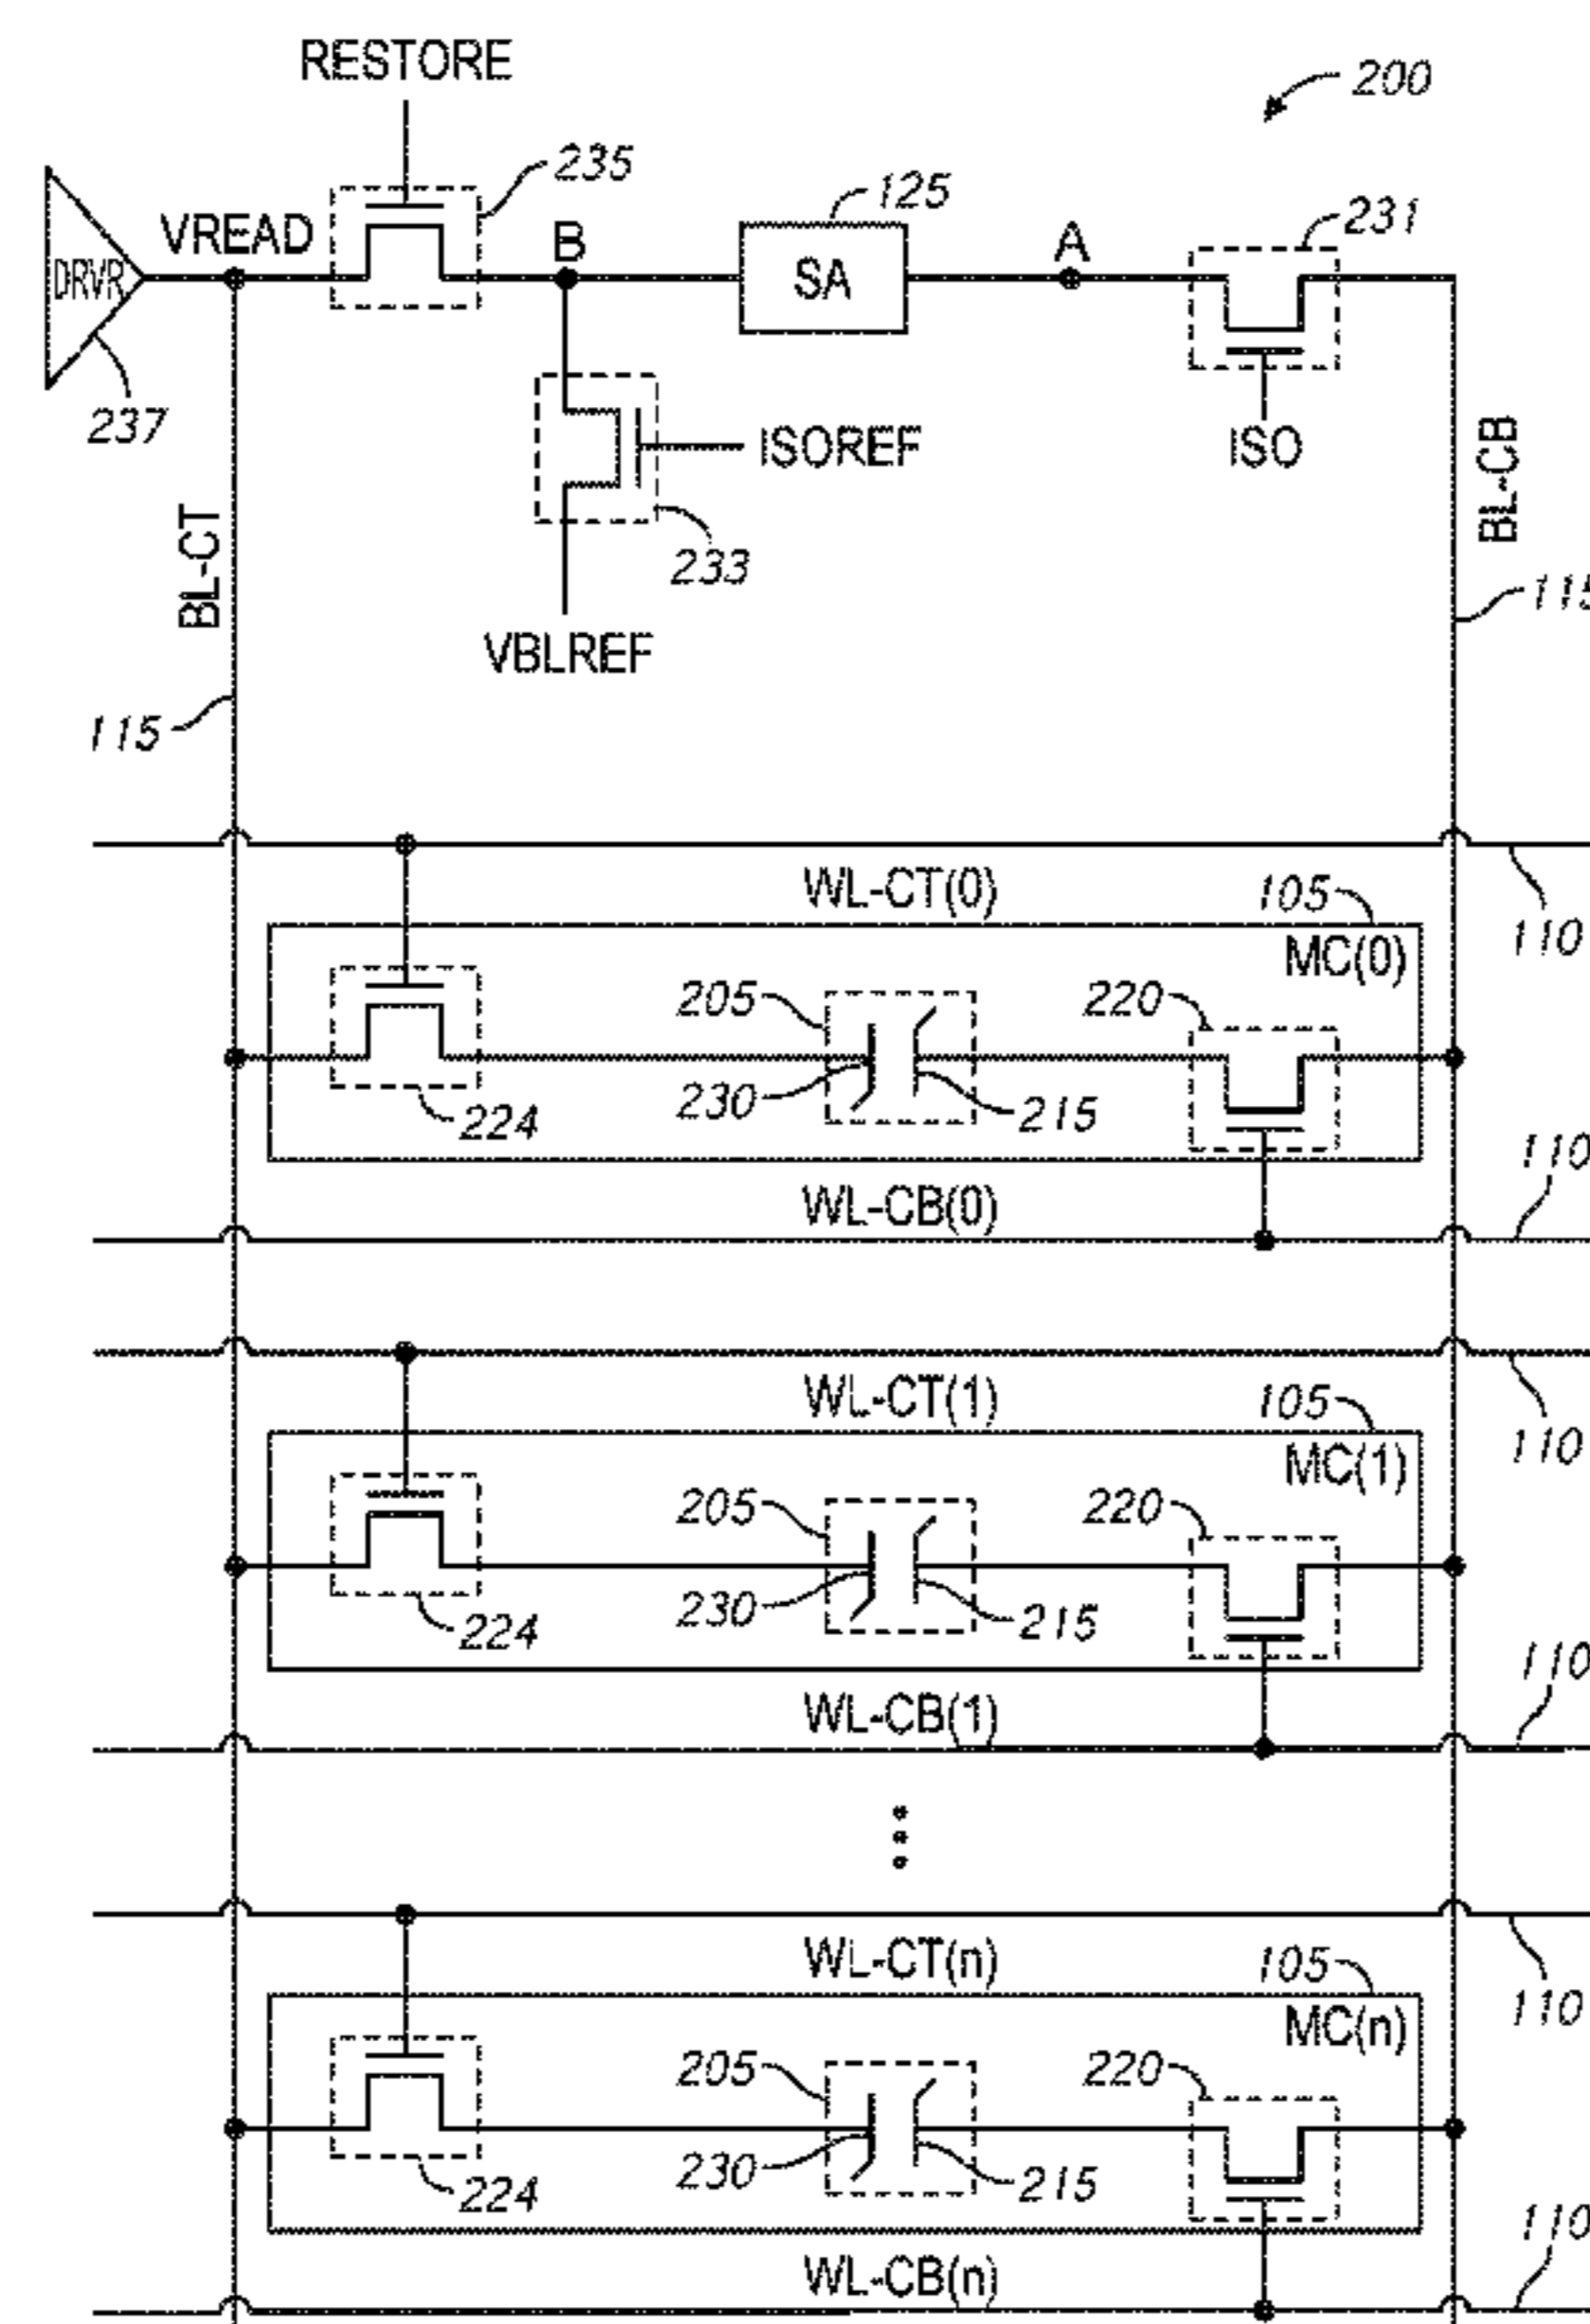 RESTORE
200
235
125
231
VREAD
B
A
DRVR
SA
237
ISOREF
ISO
BL-CT
BL-CB
233
115
VBLREF
115
WL-CT(0)
105
MC(0)
110
205
220
230
215
224
110
WL-CB(0)
WL-CT(1)
105
MC(1)
110
205
220
230
215
224
110
WL-CB(1)
WL-CT(n)
105
MC(n)
110
205
220
230
215
224
110
WL-CB(n)